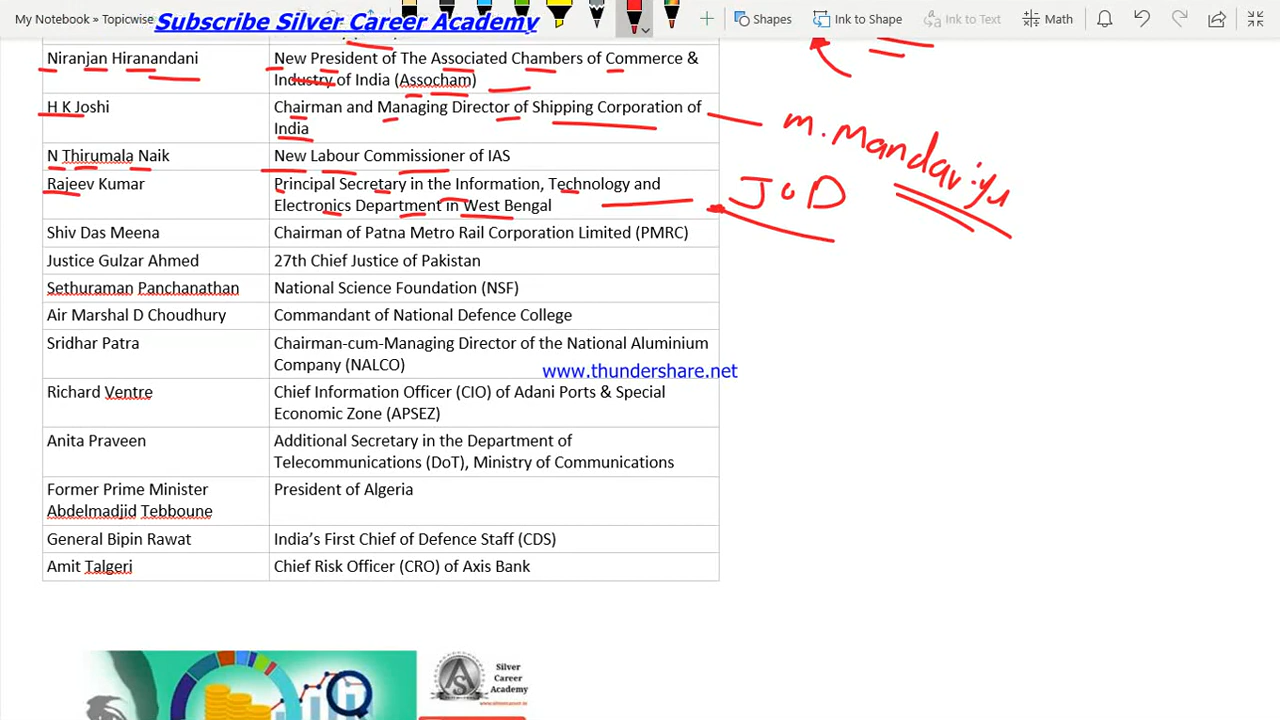 My Notebook » Topicwise
Subscribe Silver Career Academy
Shapes
Ink to Shape
Ink to Text
Math
Niranjan Hiranandani
New President of The Associated Chambers of Commerce &
Industry of India (Assocham)
H K Joshi
Chairman and Managing Director of Shipping Corporation of
India
m. mandaviya
N Thirumala Naik
New Labour Commissioner of IAS
Rajeev Kumar
Principal Secretary in the Information, Technology and
Electronics Department in West Bengal
JOD
Shiv Das Meena
Chairman of Patna Metro Rail Corporation Limited (PMRC)
Justice Gulzar Ahmed
27th Chief Justice of Pakistan
Sethuraman Panchanathan
National Science Foundation (NSF)
Air Marshal D Choudhury
Commandant of National Defence College
Sridhar Patra
Chairman-cum-Managing Director of the National Aluminium
Company (NALCO)
www.thundershare.net
Richard Ventre
Chief Information Officer (CIO) of Adani Ports & Special
Economic Zone (APSEZ)
Anita Praveen
Additional Secretary in the Department of
Telecommunications (DoT), Ministry of Communications
Former Prime Minister
Abdelmadjid Tebboune
President of Algeria
General Bipin Rawat
India's First Chief of Defence Staff (CDS)
Amit Talgeri
Chief Risk Officer (CRO) of Axis Bank
Silver
Career
Academy